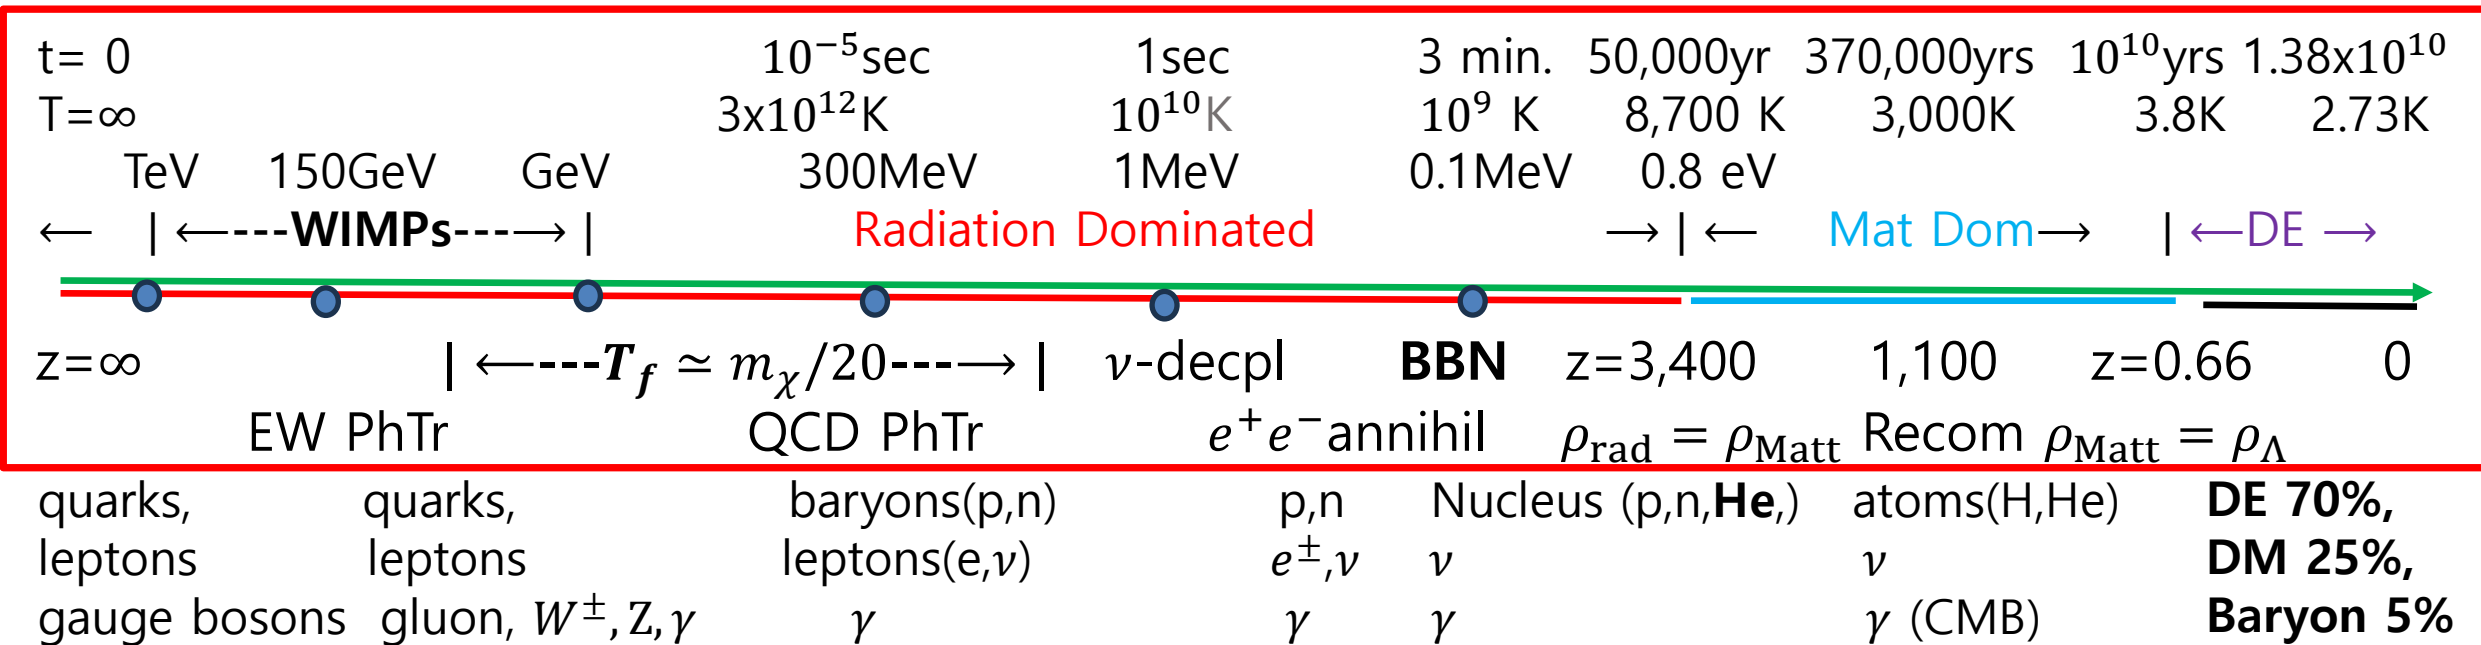 t= 0 10⁻⁵sec 1sec 3 min. 50,000yr 370,000yrs 10¹⁰yrs 1.38x10¹⁰
T=∞ 3x10¹²K 10¹⁰K 10⁹ K 8,700 K 3,000K 3.8K 2.73K
TeV 150GeV GeV 300MeV 1MeV 0.1MeV 0.8 eV
← | ←---WIMPs---→ | Radiation Dominated → | ← Mat Dom→ | ←DE →
z=∞ | ←---T_f ≃ m_χ/20---→ | ν-decpl BBN z=3,400 1,100 z=0.66 0
EW PhTr QCD PhTr e⁺e⁻annihil ρ_rad = ρ_Matt Recom ρ_Matt = ρ_Λ
quarks, quarks, baryons(p,n) p,n Nucleus (p,n,He,) atoms(H,He) DE 70%,
leptons leptons leptons(e,ν) e^±,ν ν ν DM 25%,
gauge bosons gluon, W^±, Z, γ γ γ γ γ (CMB) Baryon 5%